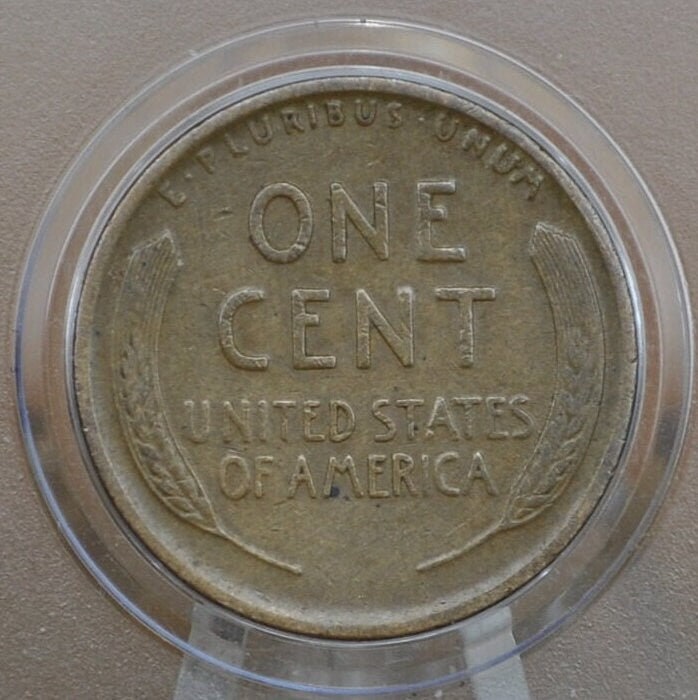 E·PLURIBUS·UNUM
ONE
CENT
UNITED STATES
OF AMERICA